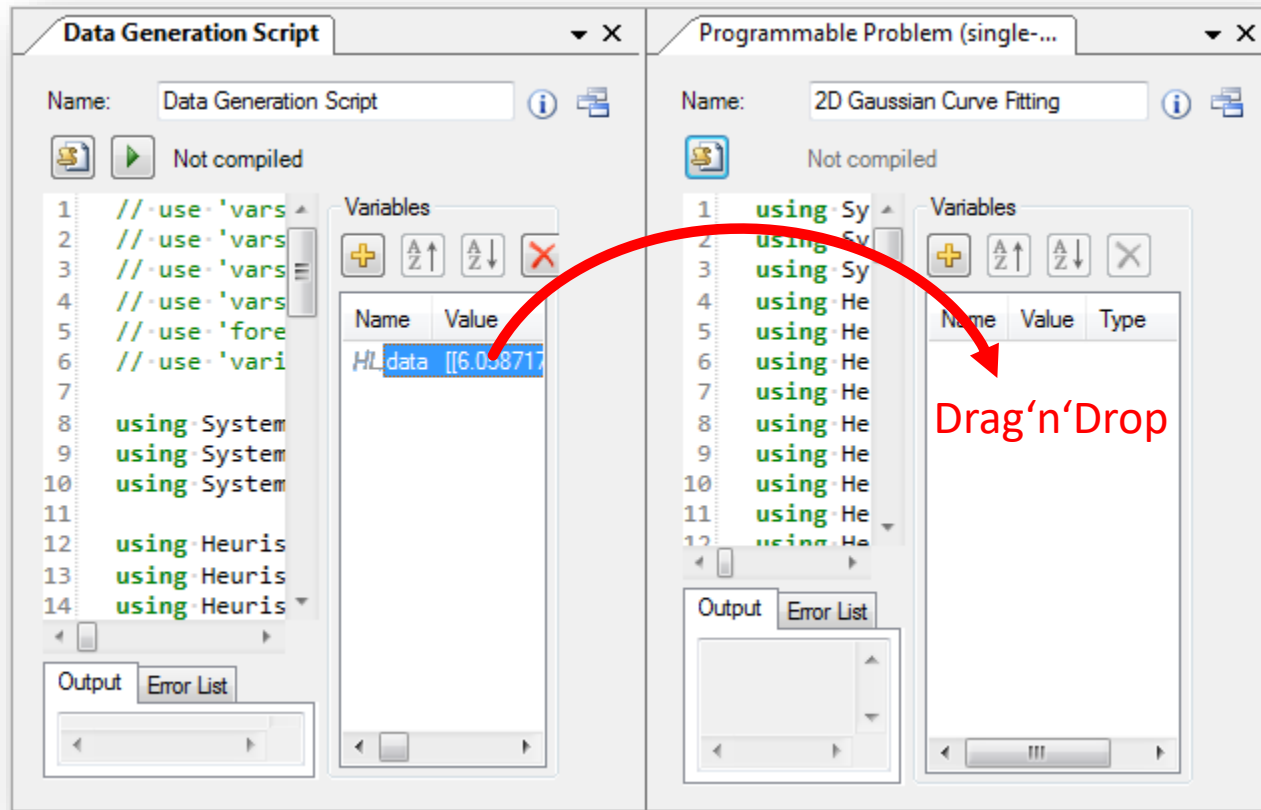 Data Generation Script
Name: Data Generation Script
Not compiled
1 // use 'vars
2 // use 'vars
3 // use 'vars
4 // use 'vars
5 // use 'fore
6 // use 'vari
7
8 using System
9 using System
10 using System
11
12 using Heuris
13 using Heuris
14 using Heuris
Variables
Name Value
HL data [[6.098717
Output Error List
Programmable Problem (single-...
Name: 2D Gaussian Curve Fitting
Not compiled
1 using Sy
2 using Sy
3 using Sy
4 using He
5 using He
6 using He
7 using He
8 using He
9 using He
10 using He
11 using He
12 using He
Variables
Name Value Type
Drag‘n‘Drop
Output Error List